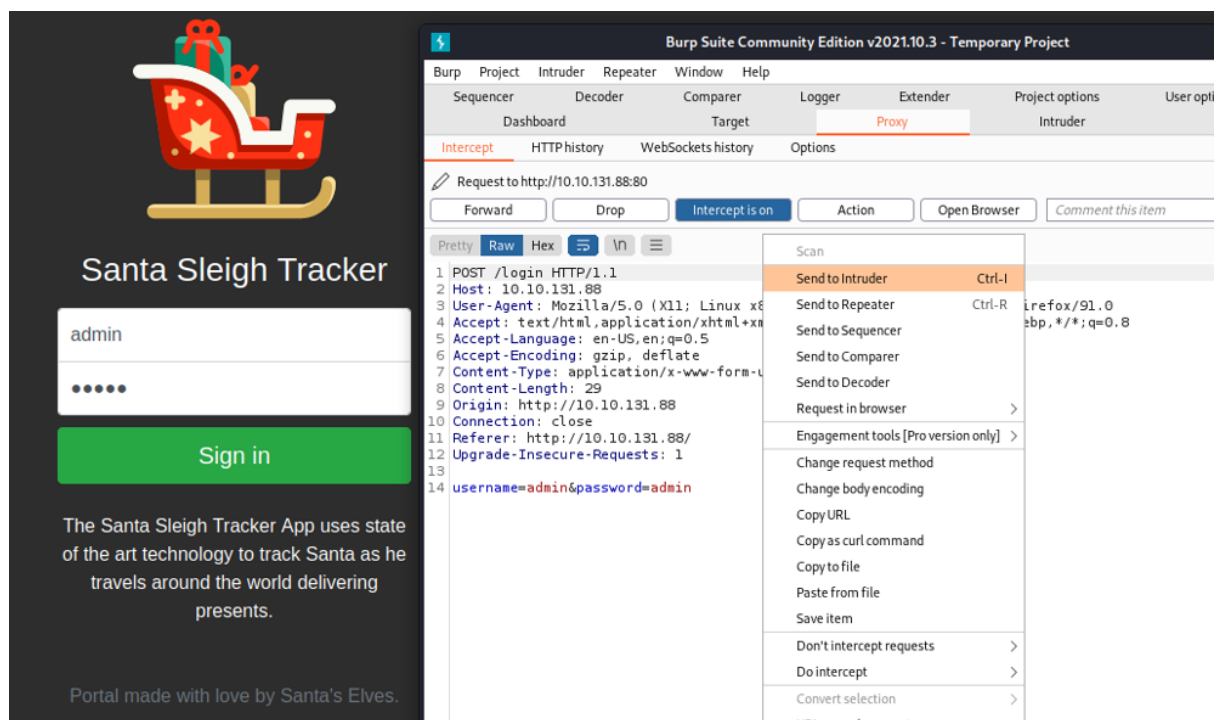 Santa Sleigh Tracker
admin
•••••
Sign in
The Santa Sleigh Tracker App uses state
of the art technology to track Santa as he
travels around the world delivering
presents.
Portal made with love by Santa's Elves.
Burp Suite Community Edition v2021.10.3 - Temporary Project
Burp Project Intruder Repeater Window Help
Sequencer Decoder Comparer Logger Extender Project options User opti
Dashboard Target Proxy Intruder
Intercept HTTP history WebSockets history Options
Request to http://10.10.131.88:80
Forward Drop Intercept is on Action Open Browser Comment this item
Pretty Raw Hex \n
1 POST /login HTTP/1.1
2 Host: 10.10.131.88
3 User-Agent: Mozilla/5.0 (X11; Linux x8 irefox/91.0
4 Accept: text/html,application/xhtml+xm ebp,*/*;q=0.8
5 Accept-Language: en-US,en;q=0.5
6 Accept-Encoding: gzip, deflate
7 Content-Type: application/x-www-form-u
8 Content-Length: 29
9 Origin: http://10.10.131.88
10 Connection: close
11 Referer: http://10.10.131.88/
12 Upgrade-Insecure-Requests: 1
13
14 username=admin&password=admin
Scan
Send to Intruder Ctrl-I
Send to Repeater Ctrl-R
Send to Sequencer
Send to Comparer
Send to Decoder
Request in browser
Engagement tools [Pro version only]
Change request method
Change body encoding
Copy URL
Copy as curl command
Copy to file
Paste from file
Save item
Don't intercept requests
Do intercept
Convert selection